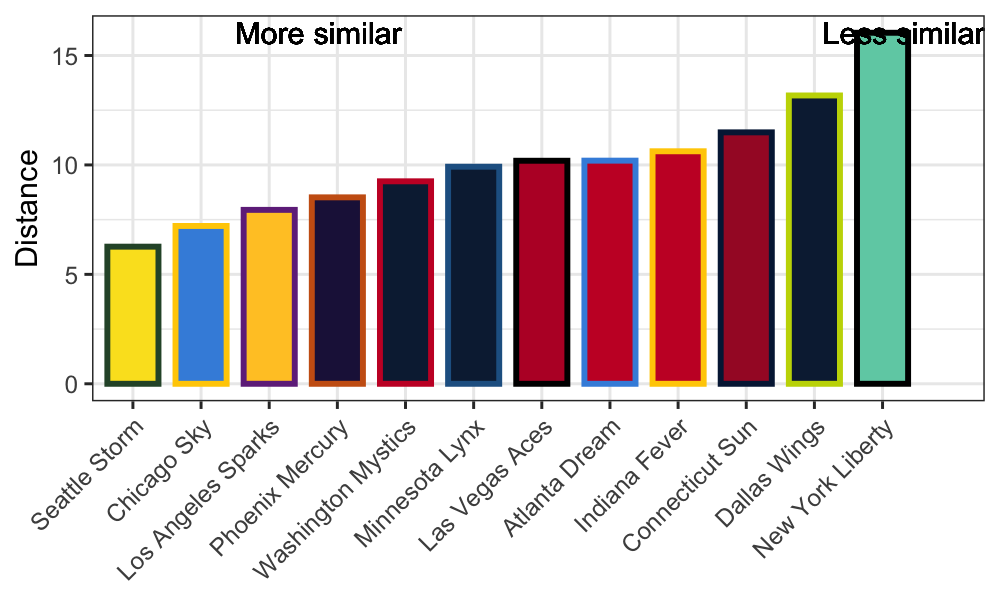 More similar
Less similar
Distance
15
10
5
0
Seattle Storm
Chicago Sky
Los Angeles Sparks
Phoenix Mercury
Washington Mystics
Minnesota Lynx
Las Vegas Aces
Atlanta Dream
Indiana Fever
Connecticut Sun
Dallas Wings
New York Liberty